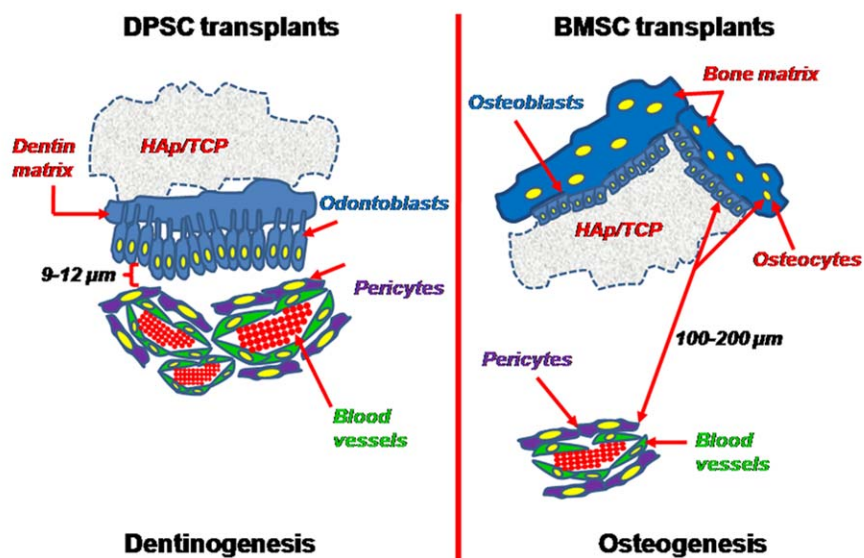 DPSC transplants
Dentin
matrix
HAp/TCP
Odontoblasts
9-12 µm
Pericytes
Blood
vessels
Dentinogenesis
BMSC transplants
Bone matrix
Osteoblasts
HAp/TCP
Osteocytes
100-200 µm
Pericytes
Blood
vessels
Osteogenesis